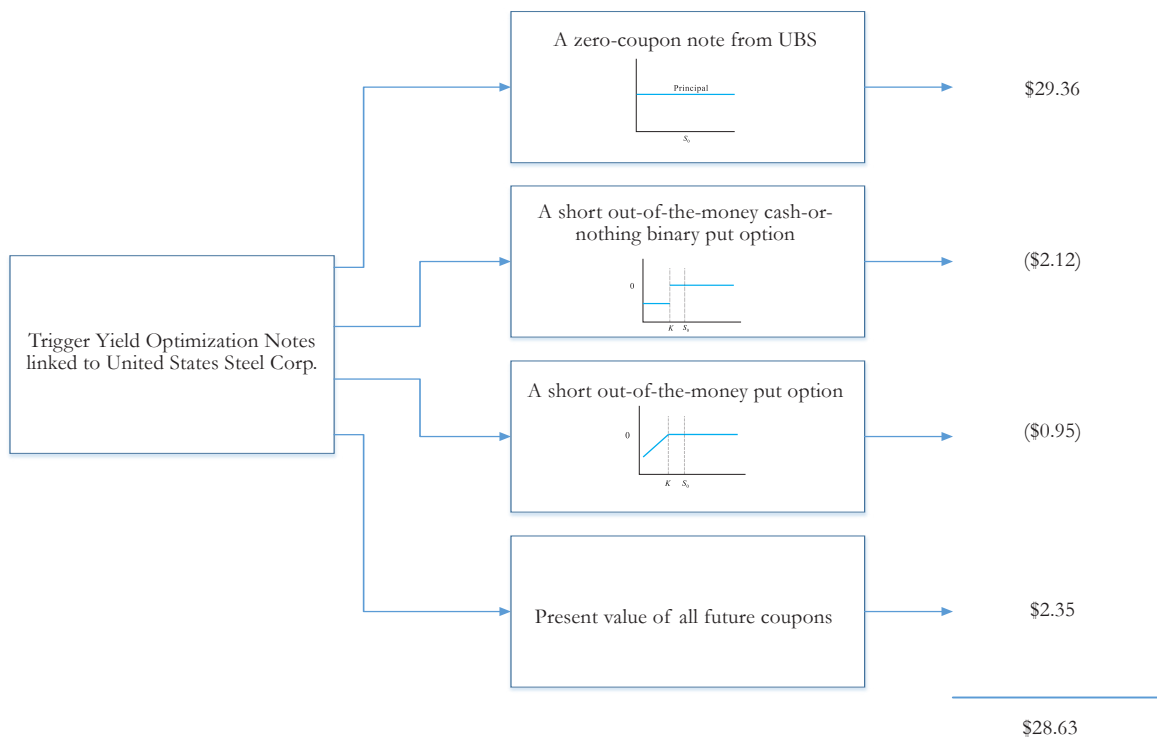 A zero-coupon note from UBS
Principal
S₀
$29.36
A short out-of-the-money cash-or-
nothing binary put option
0
K S₀
($2.12)
Trigger Yield Optimization Notes
linked to United States Steel Corp.
A short out-of-the-money put option
0
K S₀
($0.95)
Present value of all future coupons
$2.35
$28.63